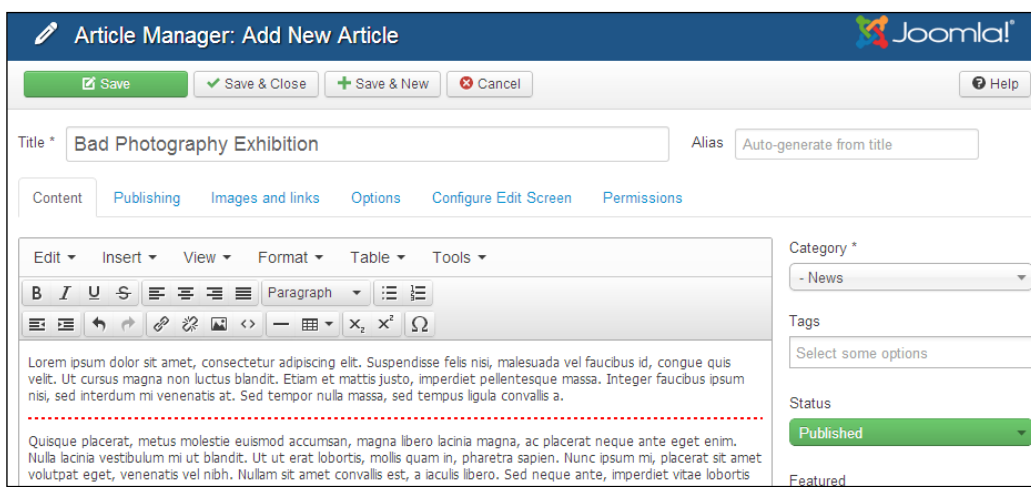 Article Manager: Add New Article
Joomla!
Save
Save & Close
Save & New
Cancel
Help
Title *
Bad Photography Exhibition
Alias
Auto-generate from title
Content
Publishing
Images and links
Options
Configure Edit Screen
Permissions
Edit
Insert
View
Format
Table
Tools
B I U S
Paragraph
Lorem ipsum dolor sit amet, consectetur adipiscing elit. Suspendisse felis nisi, malesuada vel faucibus id, congue quis
velit. Ut cursus magna non luctus blandit. Etiam et mattis justo, imperdiet pellentesque massa. Integer faucibus ipsum
nisi, sed interdum mi venenatis at. Sed tempor nulla massa, sed tempus ligula convallis a.
Quisque placerat, metus molestie euismod accumsan, magna libero lacinia magna, ac placerat neque ante eget enim.
Nulla lacinia vestibulum mi ut blandit. Ut ut erat lobortis, mollis quam in, pharetra sapien. Nunc ipsum mi, placerat sit amet
volutpat eget, venenatis vel nibh. Nullam sit amet convallis est, a iaculis libero. Sed neque ante, imperdiet vitae lobortis
Category *
- News
Tags
Select some options
Status
Published
Featured